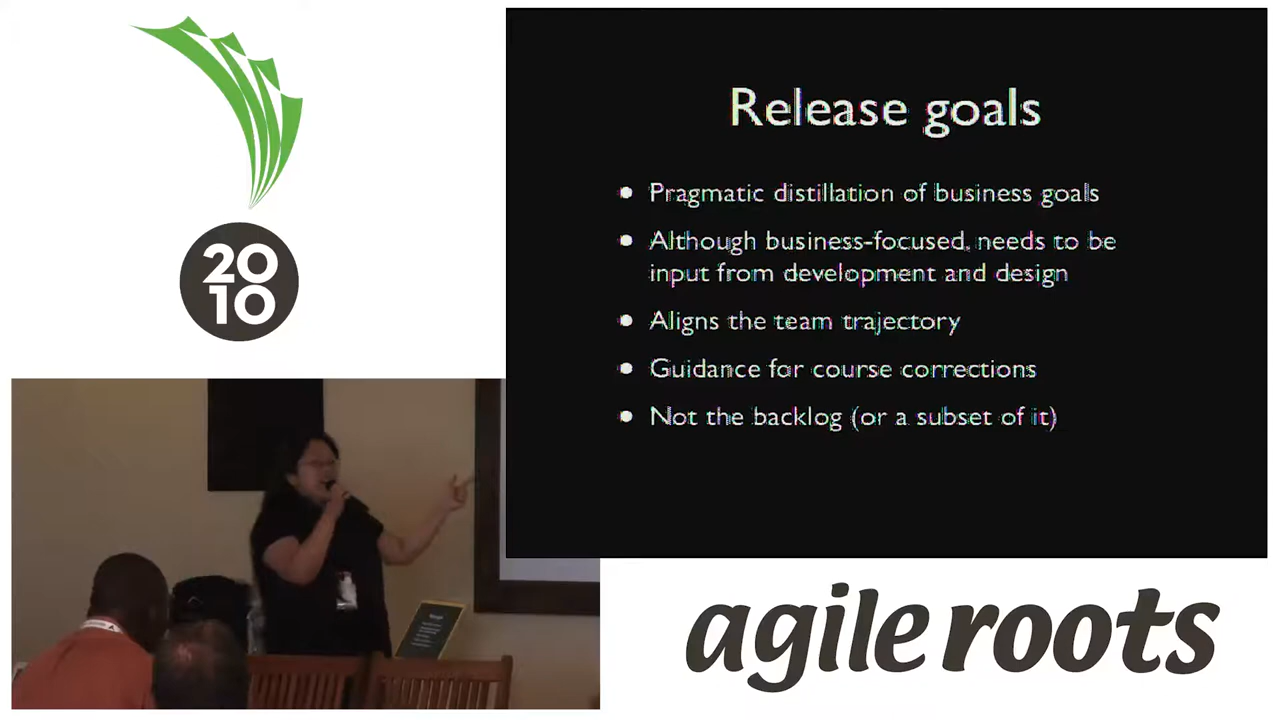 20
10
Release goals
Pragmatic distillation of business goals
Although business-focused, needs to be
input from development and design
Aligns the team trajectory
Guidance for course corrections
Not the backlog (or a subset of it)
agile roots